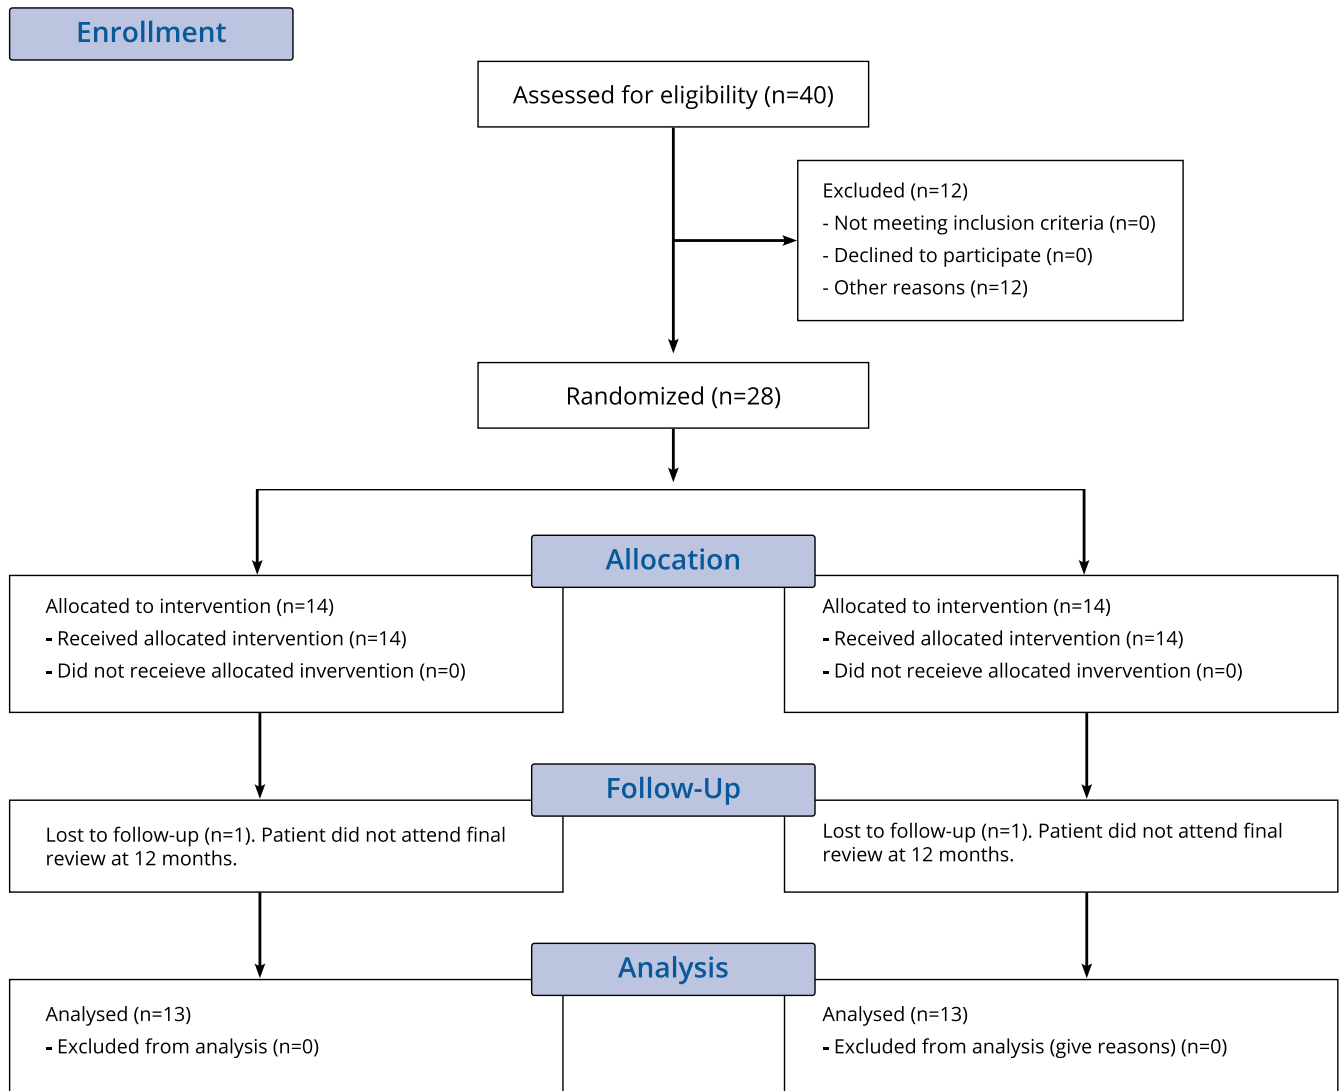 Enrollment
Assessed for eligibility (n=40)
Excluded (n=12)
- Not meeting inclusion criteria (n=0)
- Declined to participate (n=0)
- Other reasons (n=12)
Randomized (n=28)
Allocation
Allocated to intervention (n=14)
- Received allocated intervention (n=14)
- Did not receieve allocated invervention (n=0)
Allocated to intervention (n=14)
- Received allocated intervention (n=14)
- Did not receieve allocated invervention (n=0)
Follow-Up
Lost to follow-up (n=1). Patient did not attend final
review at 12 months.
Lost to follow-up (n=1). Patient did not attend final
review at 12 months.
Analysis
Analysed (n=13)
- Excluded from analysis (n=0)
Analysed (n=13)
- Excluded from analysis (give reasons) (n=0)